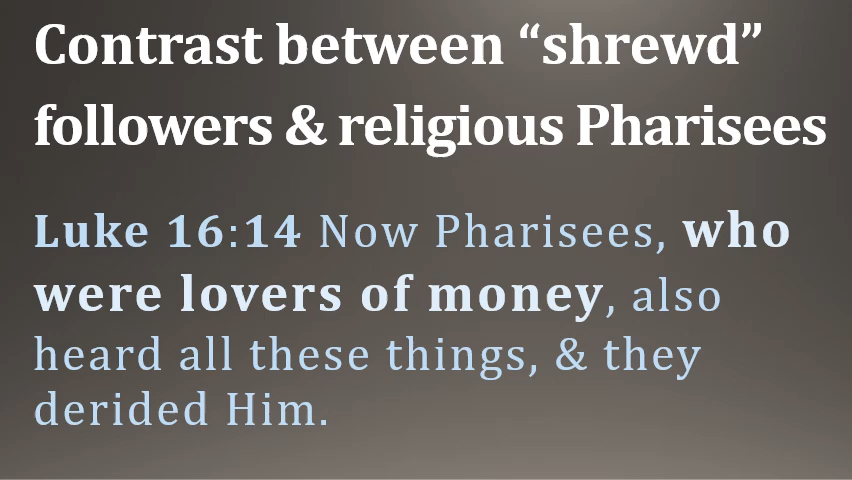 Contrast between “shrewd”
followers & religious Pharisees
Luke 16:14 Now Pharisees, who
were lovers of money, also
heard all these things, & they
derided Him.